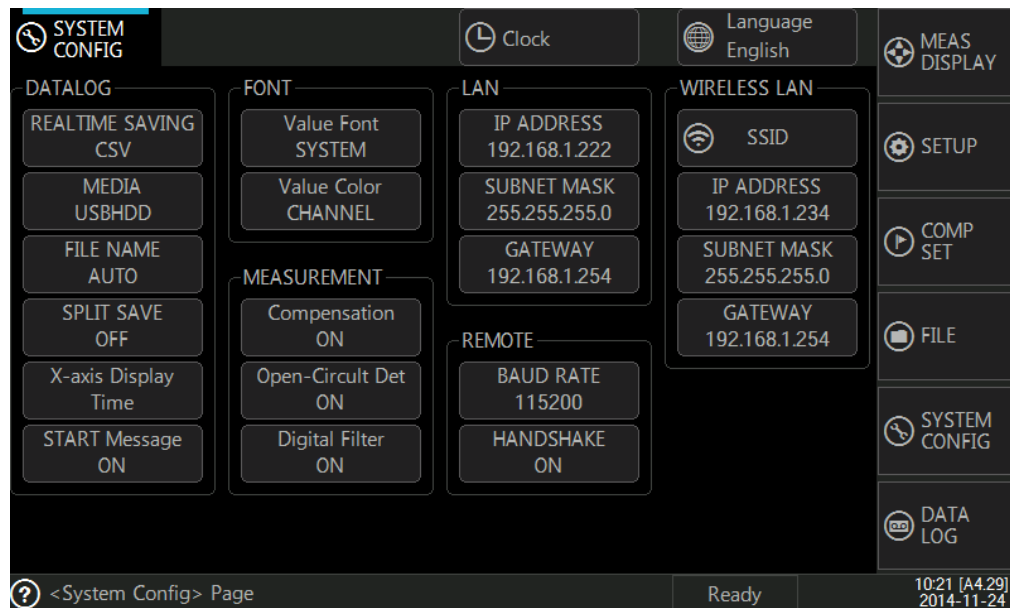 SYSTEM
CONFIG
Clock
Language
English
DATALOG
REALTIME SAVING
CSV
MEDIA
USBHDD
FILE NAME
AUTO
SPLIT SAVE
OFF
X-axis Display
Time
START Message
ON
FONT
Value Font
SYSTEM
Value Color
CHANNEL
MEASUREMENT
Compensation
ON
Open-Circult Det
ON
Digital Filter
ON
LAN
IP ADDRESS
192.168.1.222
SUBNET MASK
255.255.255.0
GATEWAY
192.168.1.254
REMOTE
BAUD RATE
115200
HANDSHAKE
ON
WIRELESS LAN
SSID
IP ADDRESS
192.168.1.234
SUBNET MASK
255.255.255.0
GATEWAY
192.168.1.254
MEAS
DISPLAY
SETUP
COMP
SET
FILE
SYSTEM
CONFIG
DATA
LOG
? <System Config> Page
Ready
10:21 [A4.29]
2014-11-24